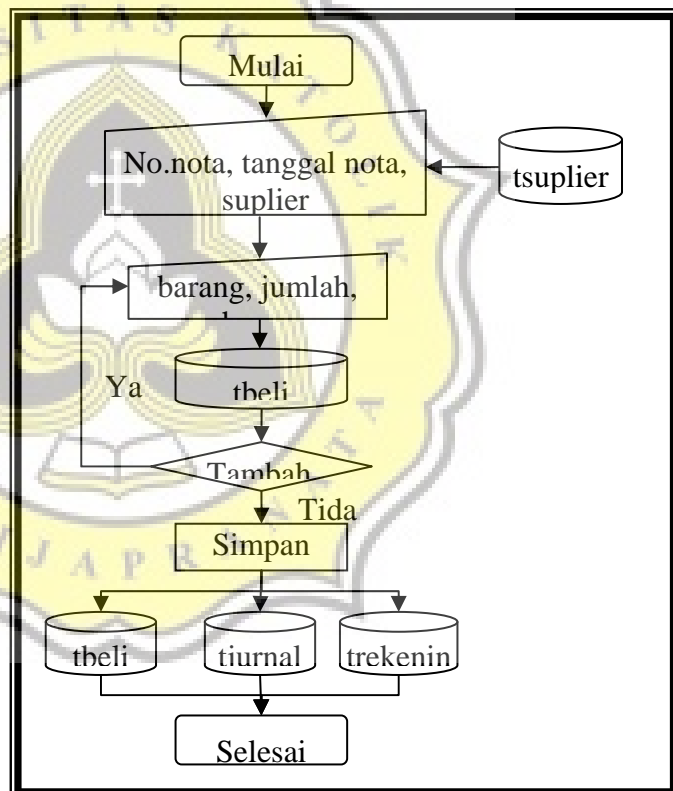 Mulai
No.nota, tanggal nota,
suplier
tsuplier
barang, jumlah,
Ya
tbeli
Tambah
Tida
Simpan
tbeli
tjurnal
trekenin
Selesai